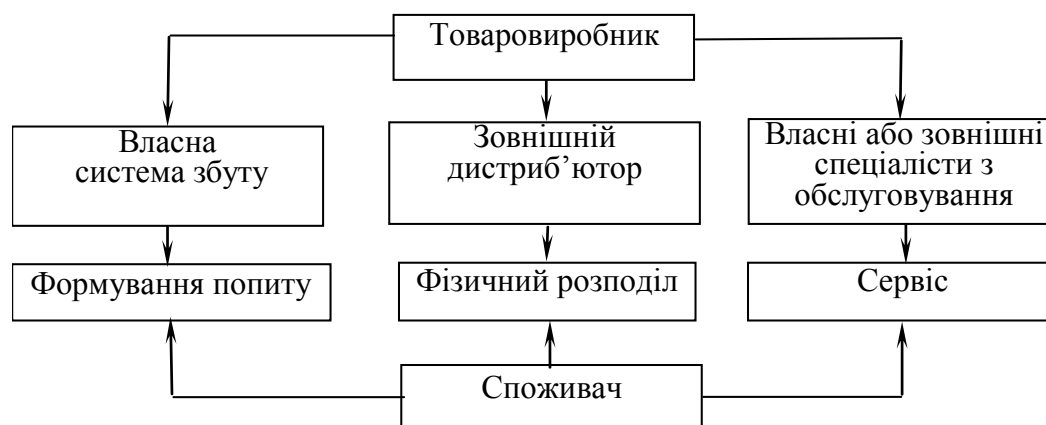 Товаровиробник
Власна
система збуту
Зовнішній
дистриб’ютор
Власні або зовнішні
спеціалісти з
обслуговування
Формування попиту
Фізичний розподіл
Сервіс
Споживач